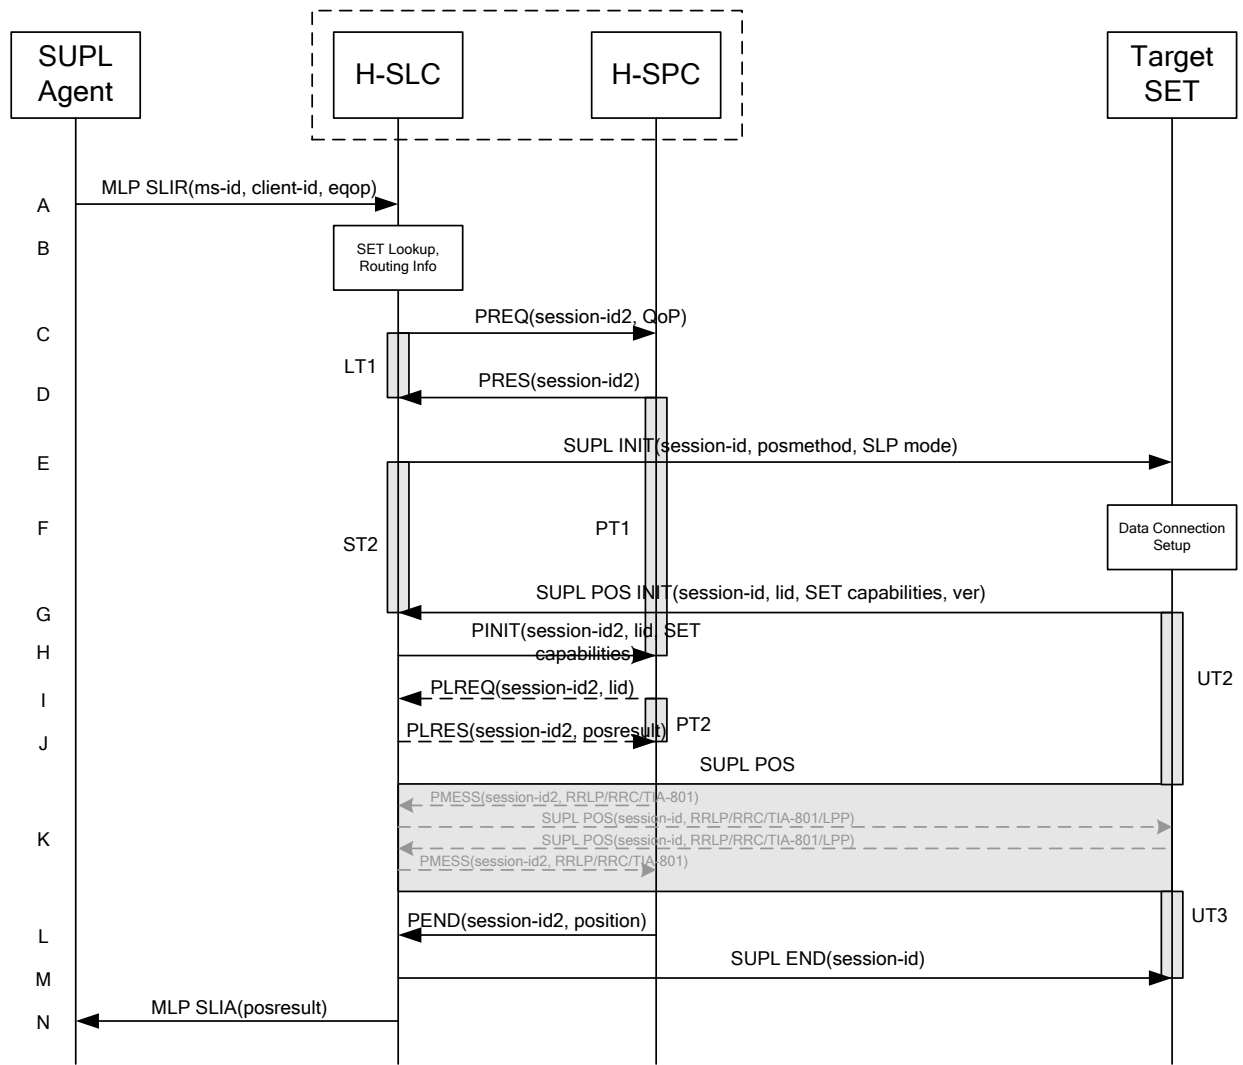 SUPL
Agent
H-SLC
H-SPC
Target
SET
MLP SLIR(ms-id, client-id, eqop)
A
B
SET Lookup,
Routing Info
PREQ(session-id2, QoP)
C
LT1
PRES(session-id2)
D
SUPL INIT(session-id, posmethod, SLP mode)
E
F
ST2
PT1
Data Connection
Setup
SUPL POS INIT(session-id, lid, SET capabilities, ver)
G
PINIT(session-id2, lid, SET
capabilities)
H
PLREQ(session-id2, lid)
I
UT2
PLRES(session-id2, posresult)
PT2
J
SUPL POS
PMESS(session-id2, RRLP/RRC/TIA-801)
SUPL POS(session-id, RRLP/RRC/TIA-801/LPP)
K
SUPL POS(session-id, RRLP/RRC/TIA-801/LPP)
PMESS(session-id2, RRLP/RRC/TIA-801)
PEND(session-id2, position)
UT3
L
SUPL END(session-id)
M
MLP SLIA(posresult)
N